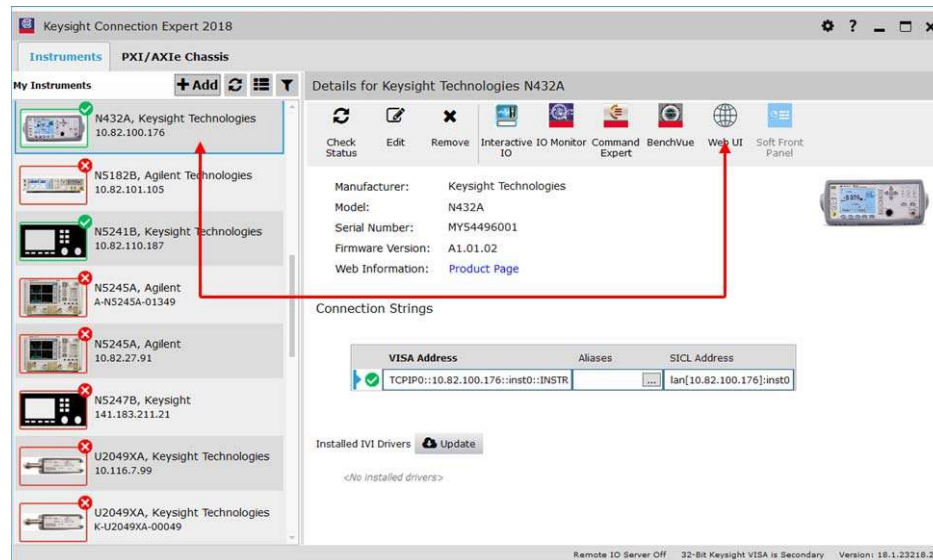 Keysight Connection Expert 2018
Instruments PXI/AXIe Chassis
My Instruments
Add
N432A, Keysight Technologies
10.82.100.176
N5182B, Agilent Technologies
10.82.101.105
N5241B, Keysight Technologies
10.82.110.187
N5245A, Agilent
A-N5245A-01349
N5245A, Agilent
10.82.27.91
N5247B, Keysight
141.183.211.21
U2049XA, Keysight Technologies
10.116.7.99
U2049XA, Keysight Technologies
K-U2049XA-00049
Details for Keysight Technologies N432A
Check Status
Edit
Remove
Interactive IO
IO Monitor
Command Expert
BenchVue
Web UI
Soft Front Panel
Manufacturer: Keysight Technologies
Model: N432A
Serial Number: MY54496001
Firmware Version: A1.01.02
Web Information: Product Page
Connection Strings
VISA Address Aliases SICL Address
TCPIP0::10.82.100.176::inst0::INSTR ... lan[10.82.100.176]:inst0
Installed IVI Drivers Update
<No installed drivers>
Remote IO Server Off 32-Bit Keysight VISA is Secondary Version: 18.1.23218.2